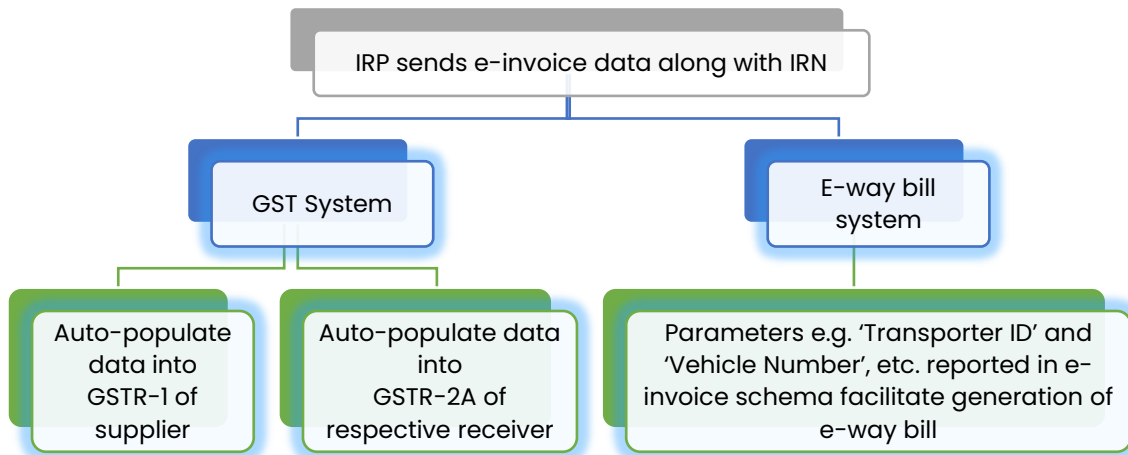 IRP sends e-invoice data along with IRN
GST System
E-way bill
system
Auto-populate
data into
GSTR-1 of
supplier
Auto-populate data
into
GSTR-2A of
respective receiver
Parameters e.g. ‘Transporter ID’ and
‘Vehicle Number’, etc. reported in e-
invoice schema facilitate generation of
e-way bill